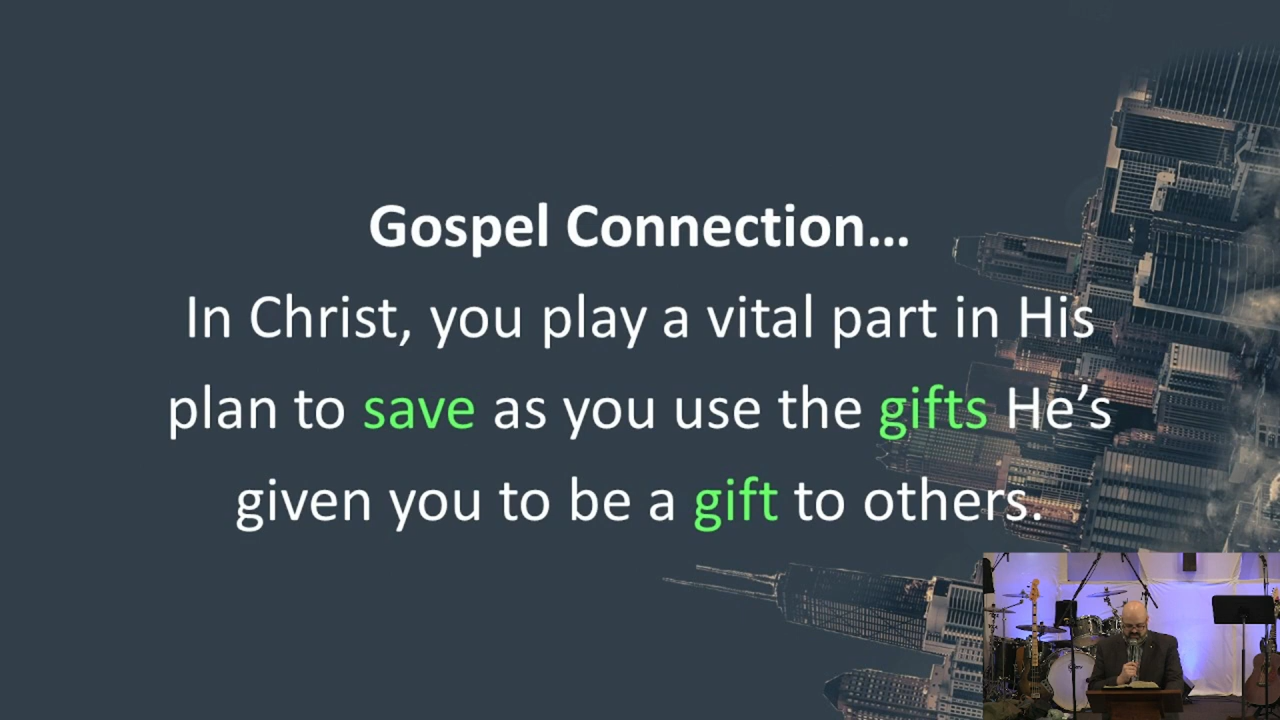 Gospel Connection…
In Christ, you play a vital part in His
plan to save as you use the gifts He’s
given you to be a gift to others.